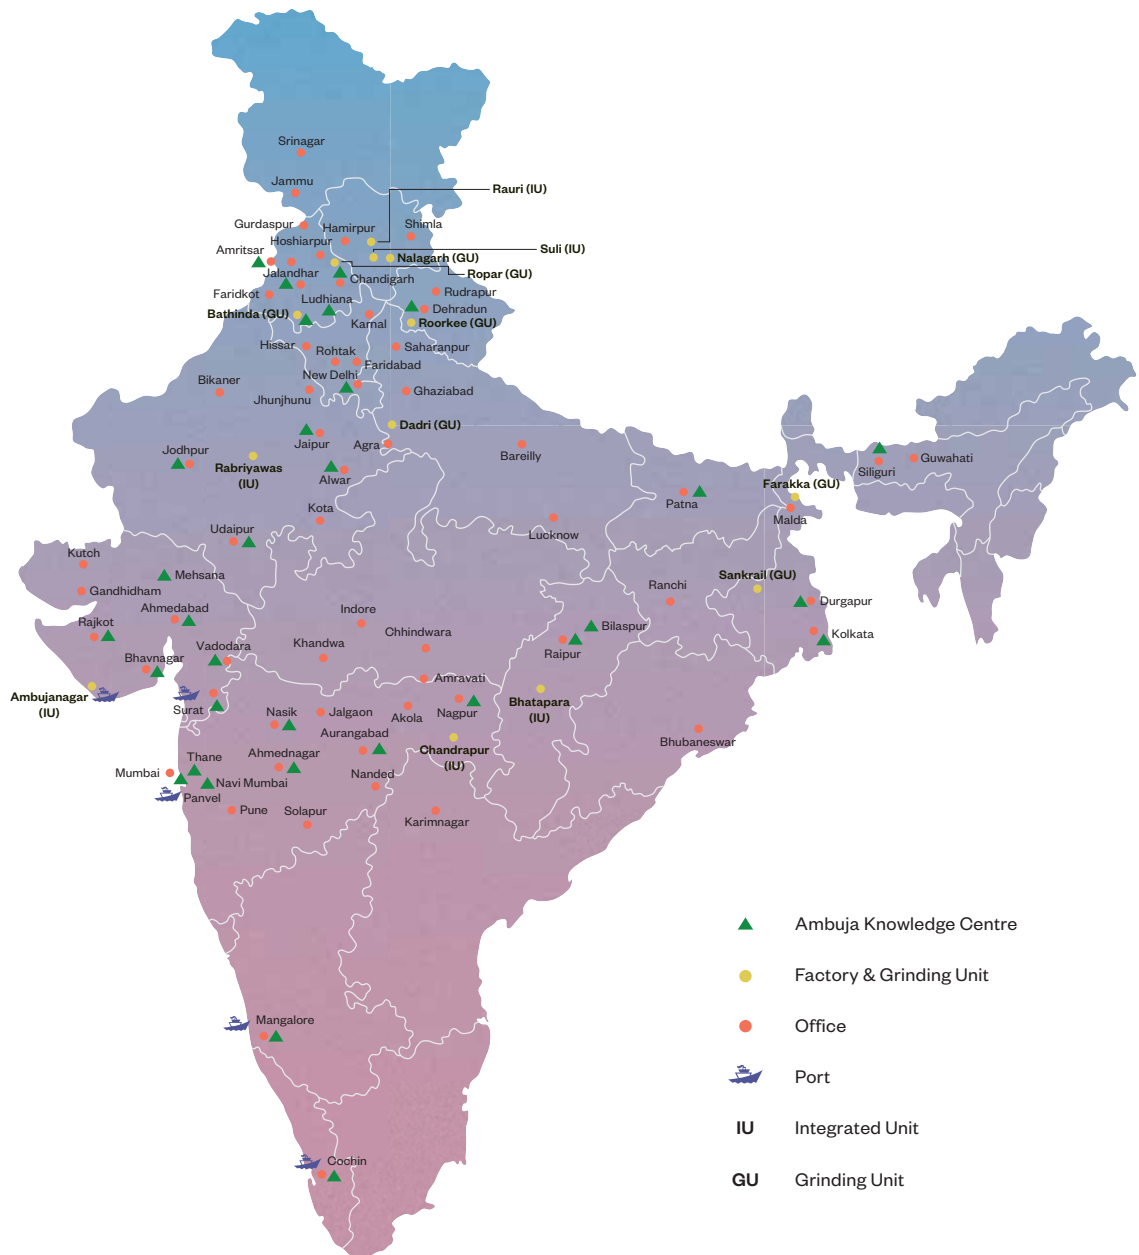 Srinagar
Jammu
Rauri (IU)
Gurdaspur
Hamirpur
Shimla
Hoshiarpur
Suli (IU)
Amritsar
Nalagarh (GU)
Jalandhar
Ropar (GU)
Chandigarh
Faridkot
Ludhiana
Rudrapur
Dehradun
Bathinda (GU)
Karnal
Roorkee (GU)
Hissar
Rohtak
Saharanpur
Faridabad
New Delhi
Bikaner
Jhunjhunu
Ghaziabad
Dadri (GU)
Jaipur
Agra
Bareilly
Jodhpur
Rabriyawas
(IU)
Alwar
Siliguri
Guwahati
Farakka (GU)
Patna
Malda
Kota
Lucknow
Udaipur
Kutch
Mehsana
Sankrail (GU)
Gandhidham
Ranchi
Durgapur
Ahmedabad
Indore
Rajkot
Chhindwara
Bilaspur
Kolkata
Vadodara
Khandwa
Raipur
Bhavnagar
Amravati
Ambujanagar
(IU)
Surat
Nasik
Jalgaon
Akola
Nagpur
Bhatapara
(IU)
Aurangabad
Chandrapur
(IU)
Bhubaneswar
Thane
Ahmednagar
Mumbai
Navi Mumbai
Nanded
Panvel
Pune
Solapur
Karimnagar
Mangalore
Cochin
Ambuja Knowledge Centre
Factory & Grinding Unit
Office
Port
IU Integrated Unit
GU Grinding Unit